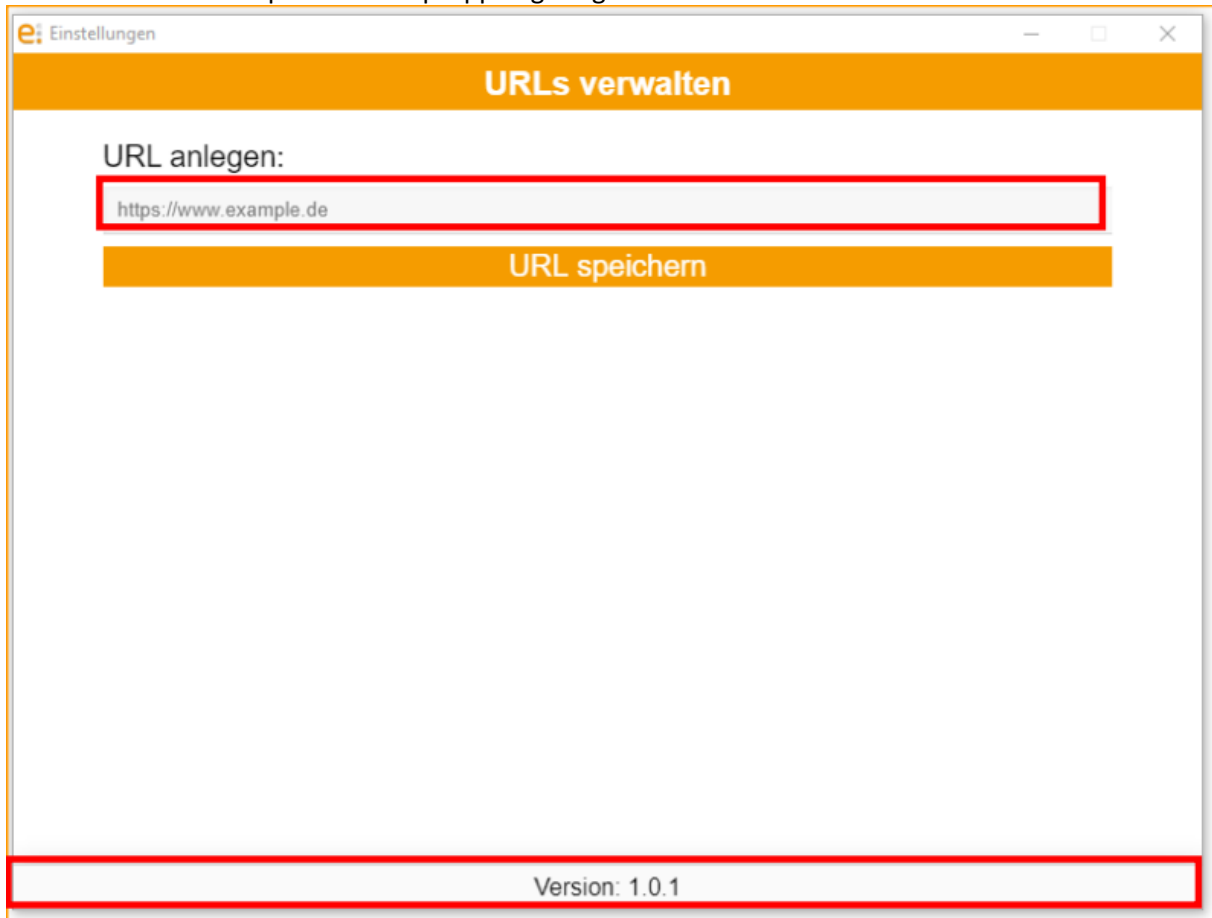 Einstellungen
URLs verwalten
URL anlegen:
https://www.example.de
URL speichern
Version: 1.0.1